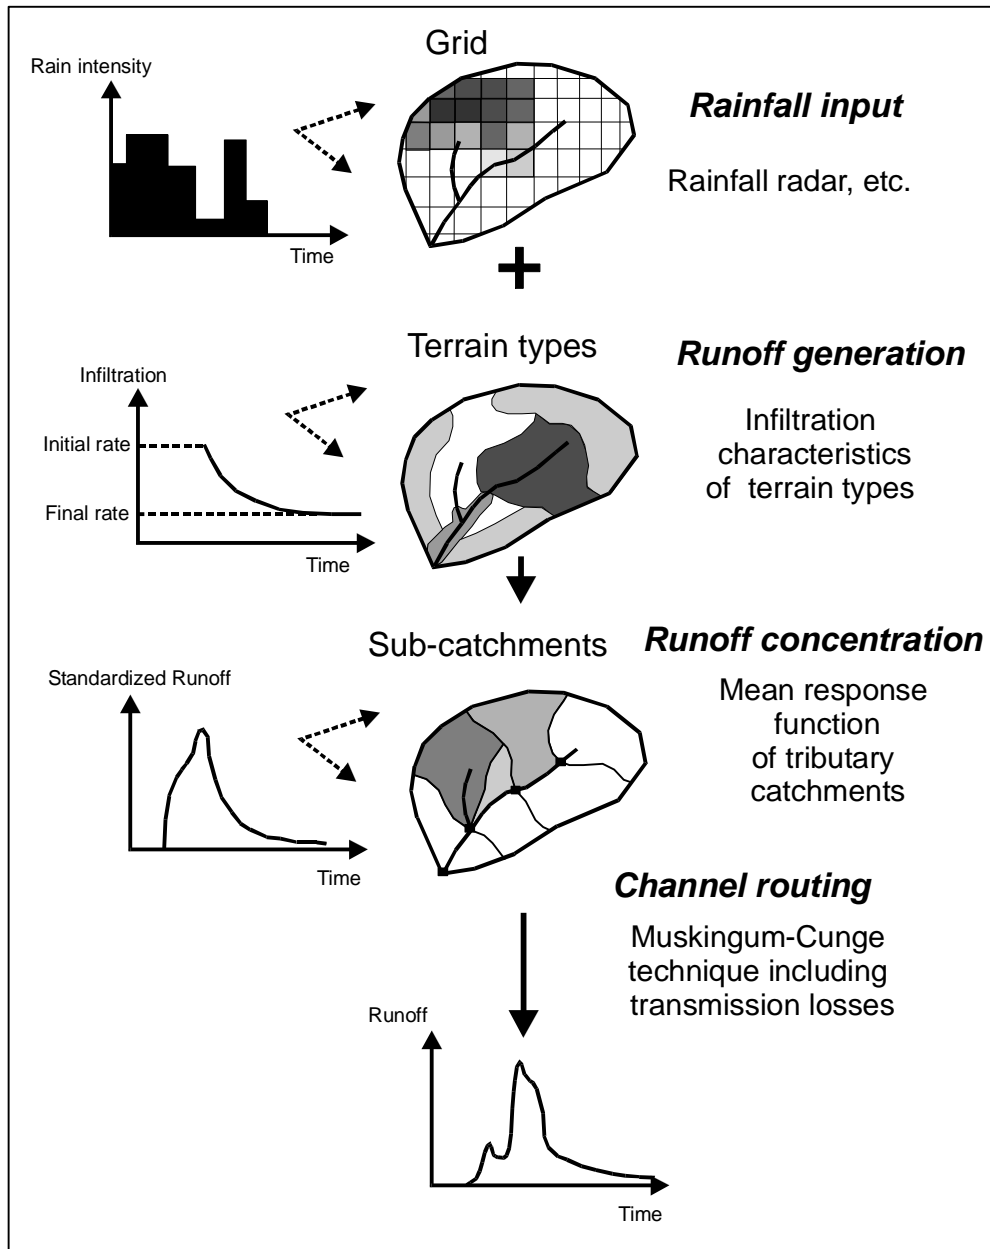 Grid
Rain intensity
Rainfall input
Rainfall radar, etc.
Time
Terrain types
Runoff generation
Infiltration
Initial rate
Final rate
Time
Infiltration
characteristics
of terrain types
Sub-catchments
Runoff concentration
Standardized Runoff
Time
Mean response
function
of tributary
catchments
Channel routing
Muskingum-Cunge
technique including
transmission losses
Runoff
Time